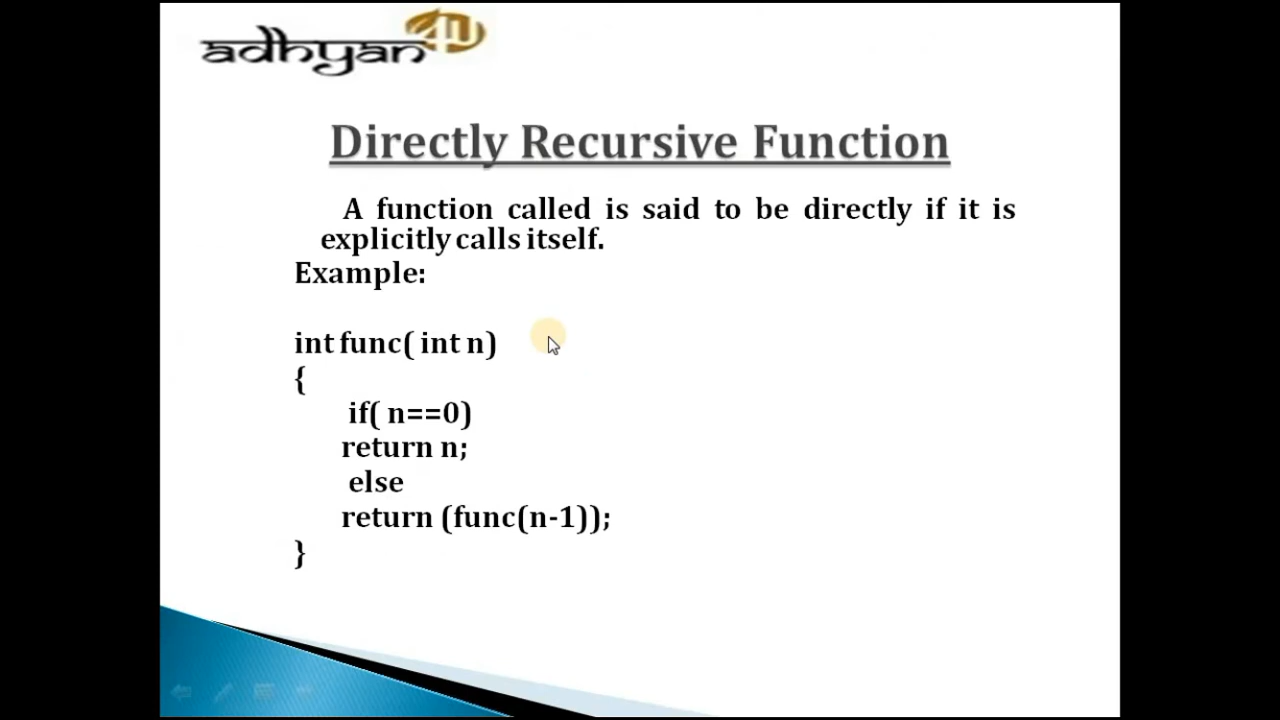 adhyan 4U
Directly Recursive Function
A function called is said to be directly if it is
explicitly calls itself.
Example:
int func( int n)
{
if( n==0)
return n;
else
return (func(n-1));
}